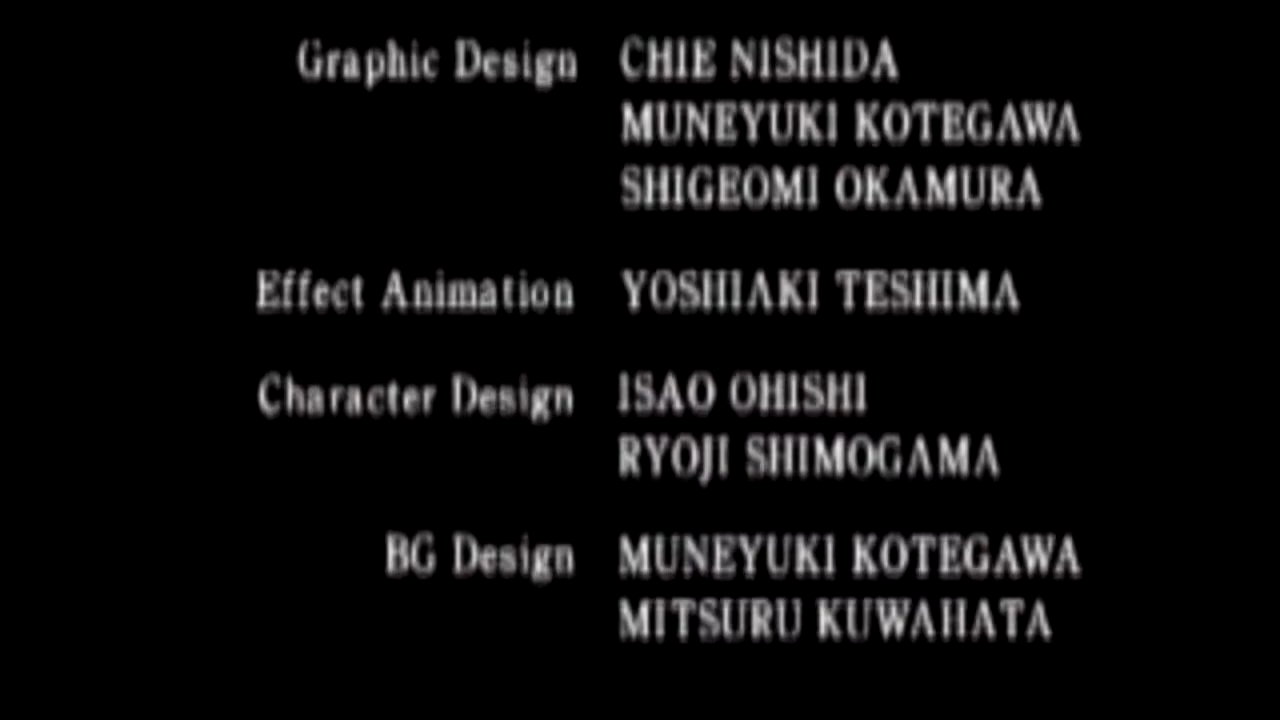 Graphic Design CHIE NISHIDA
MUNEYUKI KOTEGAWA
SHIGEOMI OKAMURA
Effect Animation YOSHIAKI TESHIMA
Character Design ISAO OHISHI
RYOJI SHIMOGAMA
BG Design MUNEYUKI KOTEGAWA
MITSURU KUWAHATA